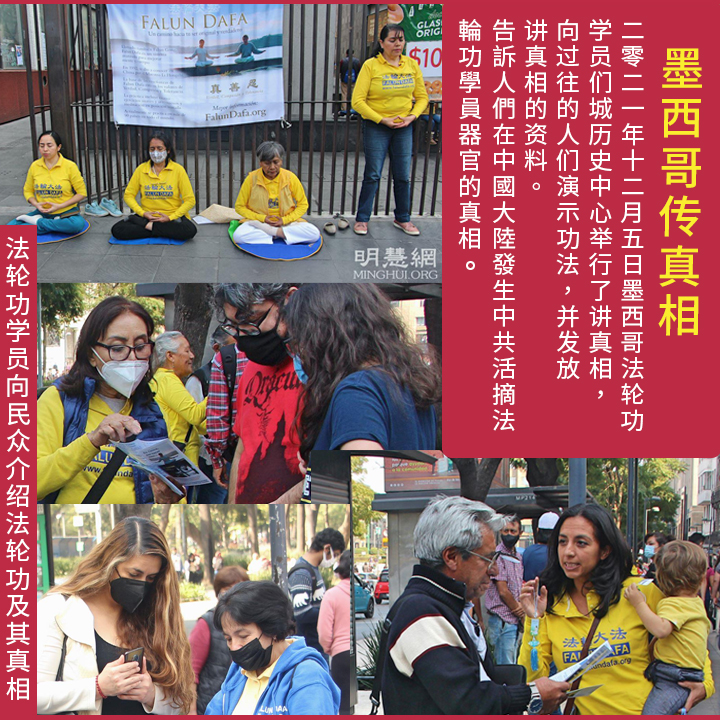 墨西哥传真相
二零二一年十二月五日墨西哥法轮功
学员们城历史中心举行了讲真相，
向过往的人们演示功法，并发放
讲真相的资料。
告訴人們在中國大陸發生中共活摘法
輪功學員器官的真相。
法轮功学员向民众介绍法轮功及其真相
FALUN DAFA
真善忍
FalunDafa.org
$10
明慧網
MINGHUI.ORG
法輪大法
FALUN DAFA
falundafa.org